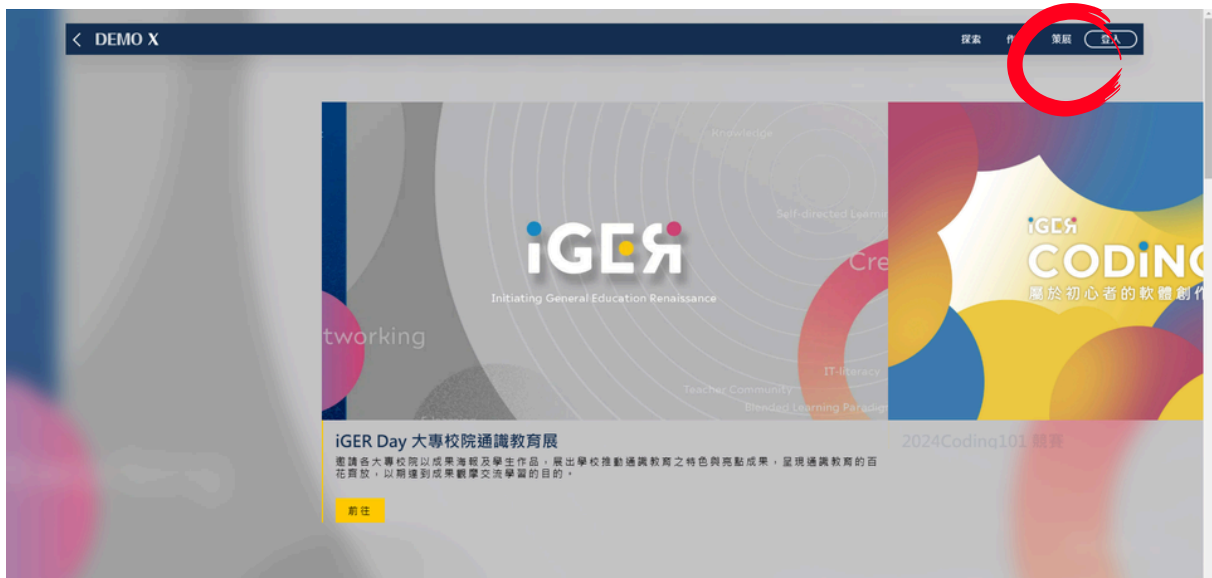 DEMO X
探索
策展
登入
Knowledge
Self-directed Learnin
iGER
Cre
Initiating General Education Renaissance
tworking
IT-literacy
Teacher Community
Blended Learning Paradig
iGER
CODiNG
屬於初心者的軟體創作
iGER Day 大專校院通識教育展
2024Coding101 競賽
邀請各大專校院以成果海報及學生作品，展出學校推動通識教育之特色與亮點成果，呈現通識教育的百
花齊放，以期達到成果觀摩交流學習的目的。
前往